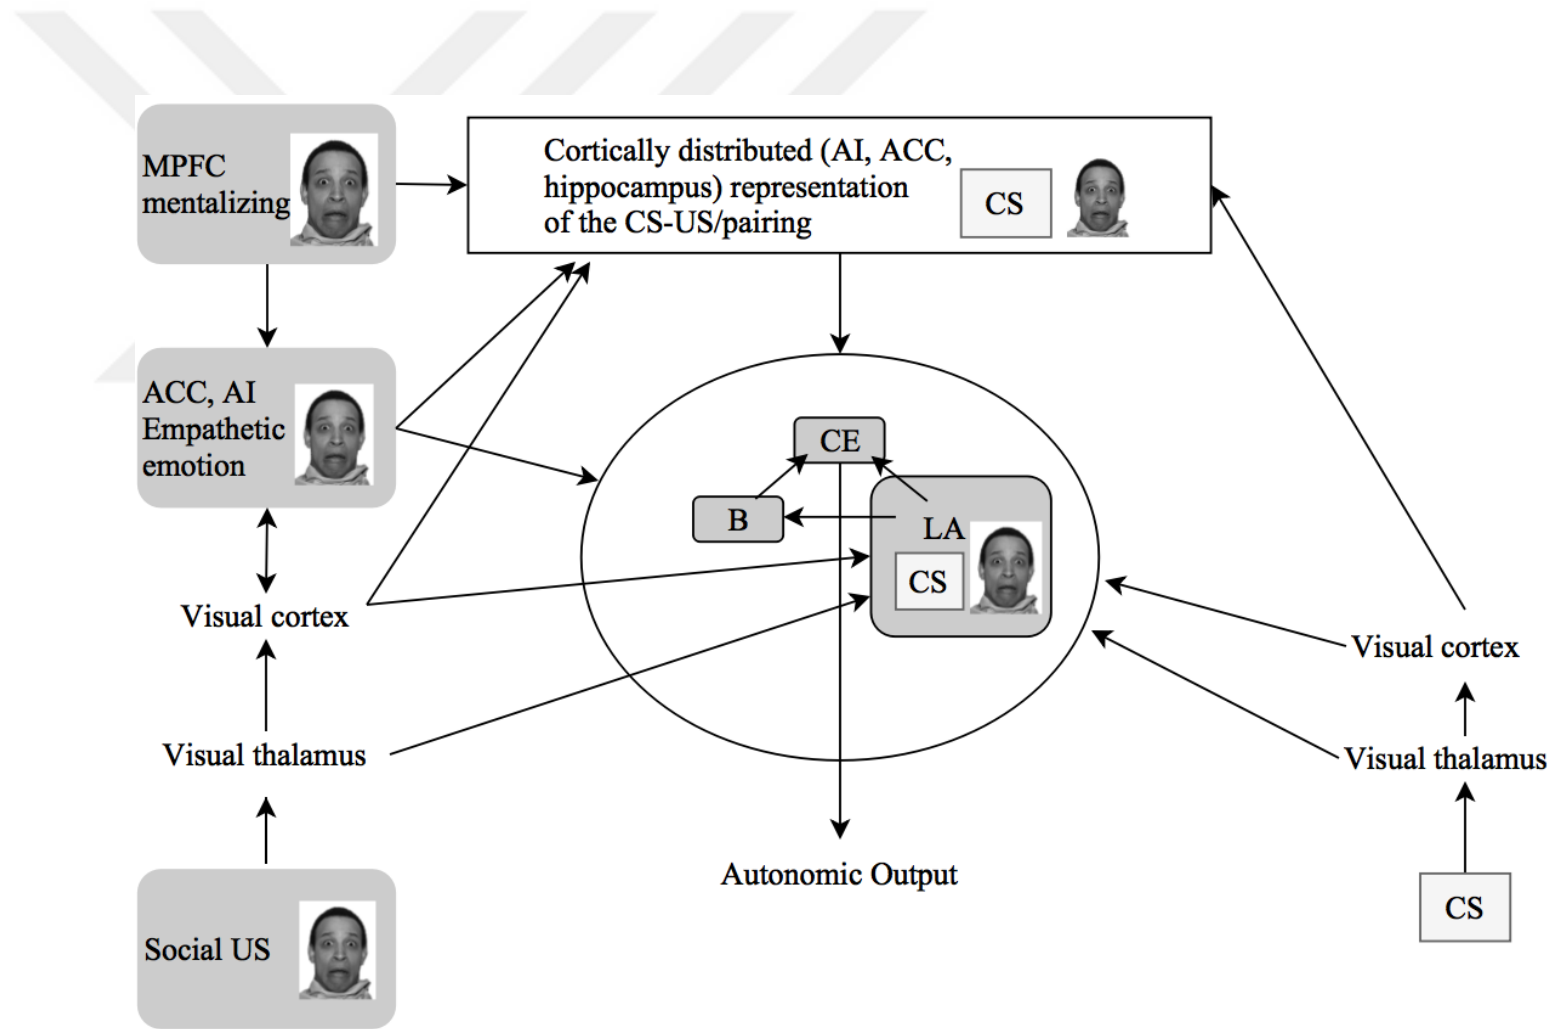 MPFC
mentalizing
Cortically distributed (AI, ACC,
hippocampus) representation
of the CS-US/pairing
CS
ACC, AI
Empathetic
emotion
CE
B
LA
CS
Visual cortex
Visual cortex
Visual thalamus
Visual thalamus
Autonomic Output
Social US
CS